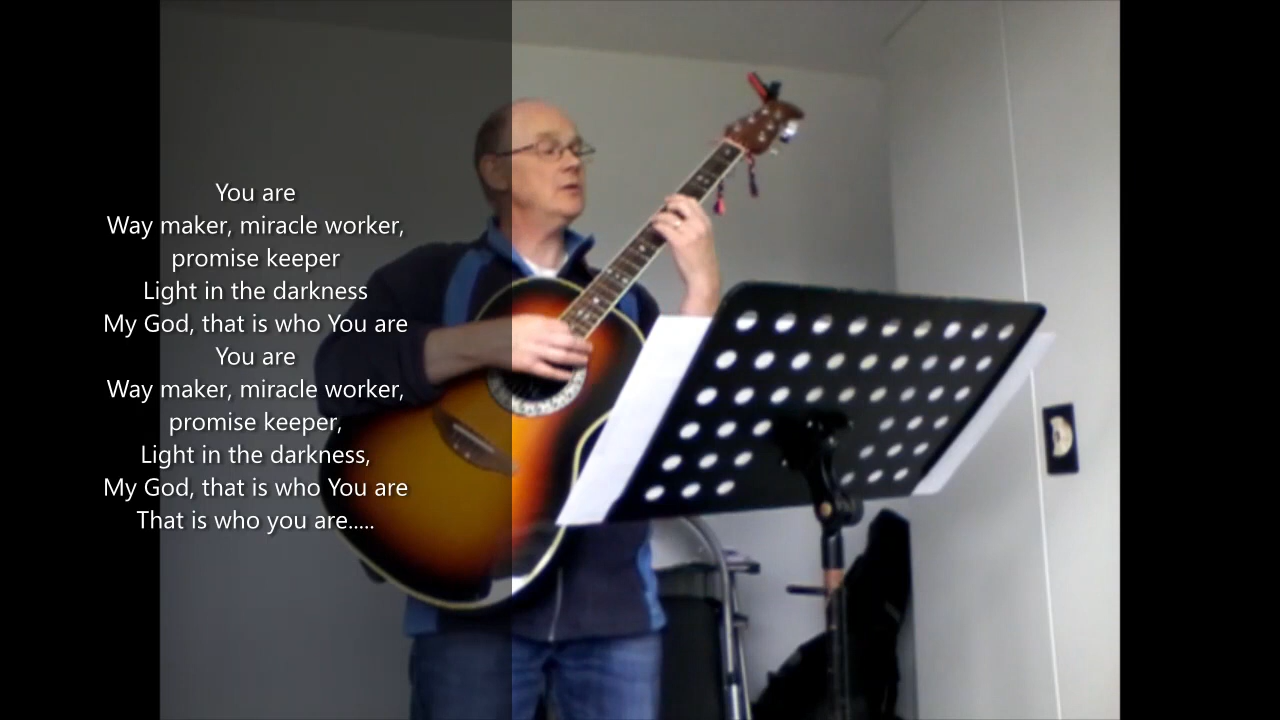 You are
Way maker, miracle worker,
promise keeper
Light in the darkness
My God, that is who You are
You are
Way maker, miracle worker,
promise keeper,
Light in the darkness,
My God, that is who You are
That is who you are.....